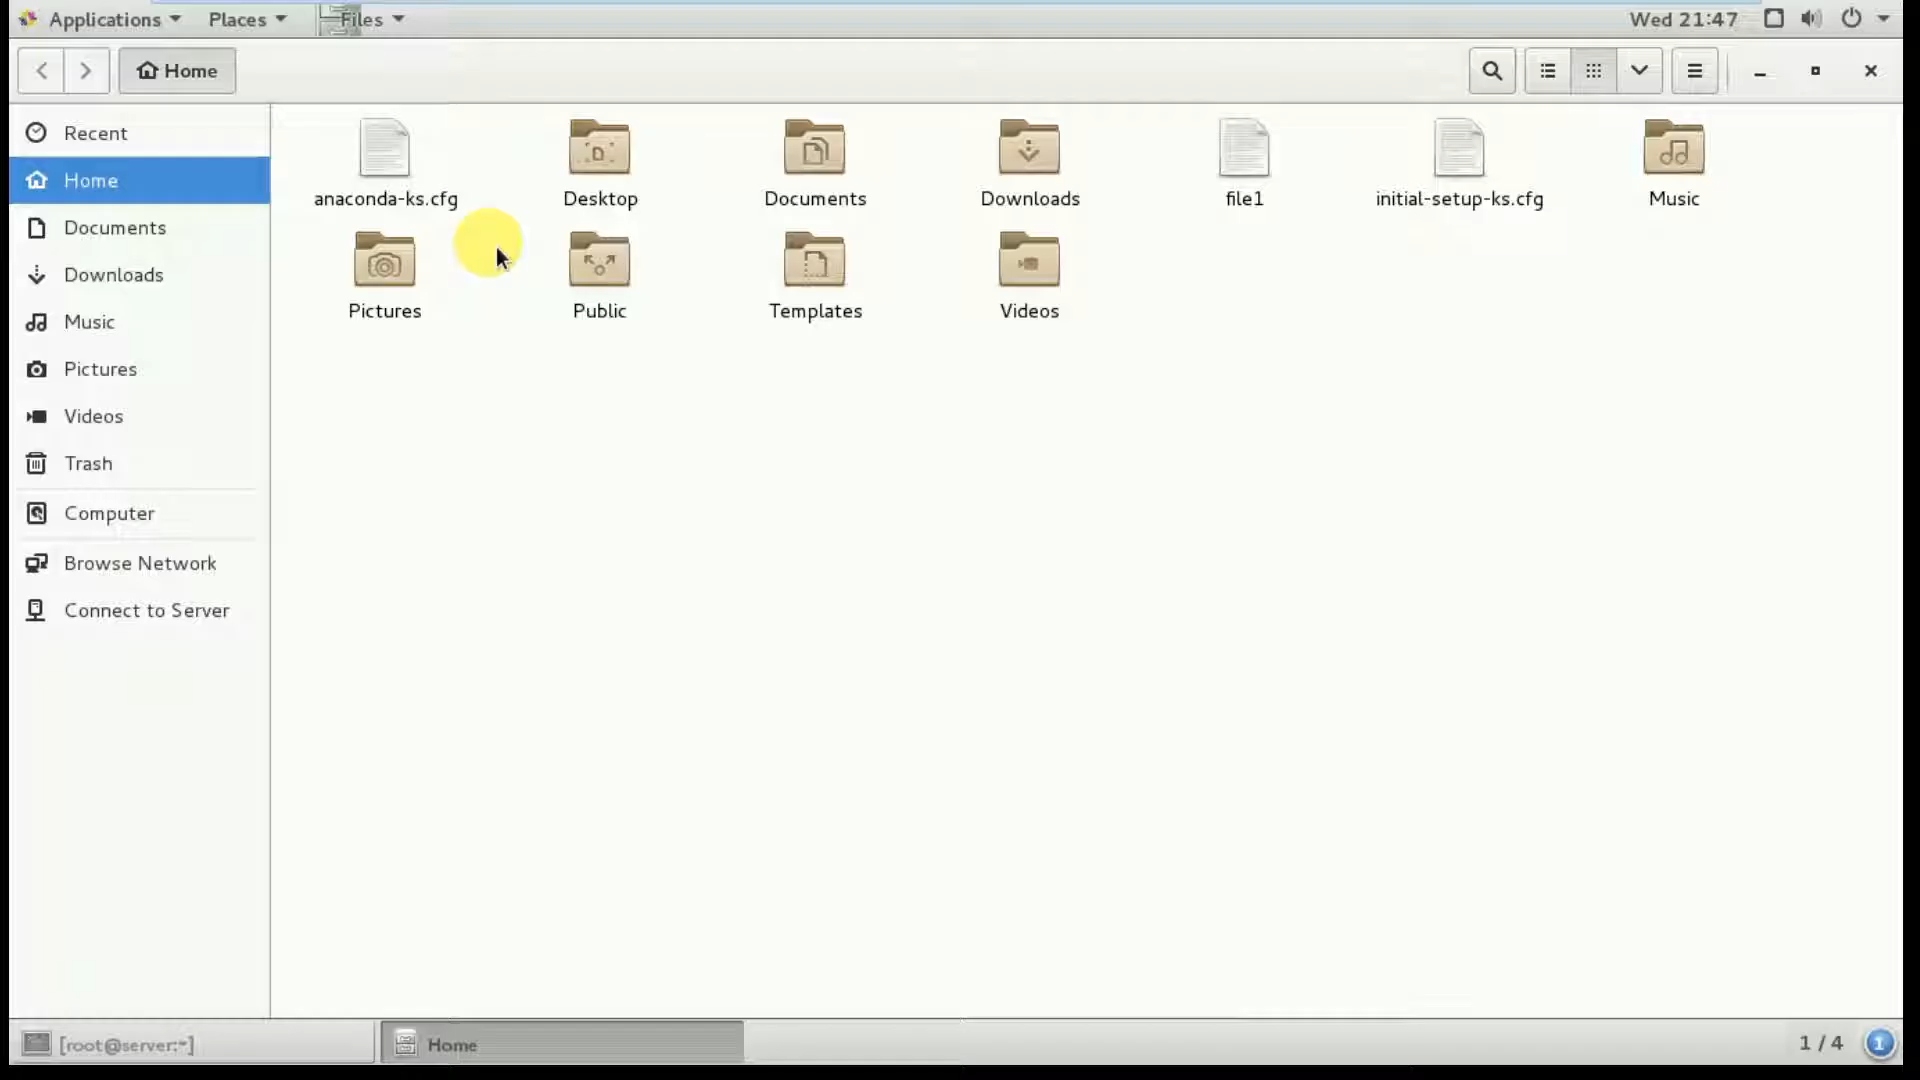 Applications Places Files Wed 21:47
Home
Recent
Home
Documents
Downloads
Music
Pictures
Videos
Trash
Computer
Browse Network
Connect to Server
anaconda-ks.cfg Desktop Documents Downloads file1 initial-setup-ks.cfg Music
Pictures Public Templates Videos
[root@server:~] Home 1 / 4 1